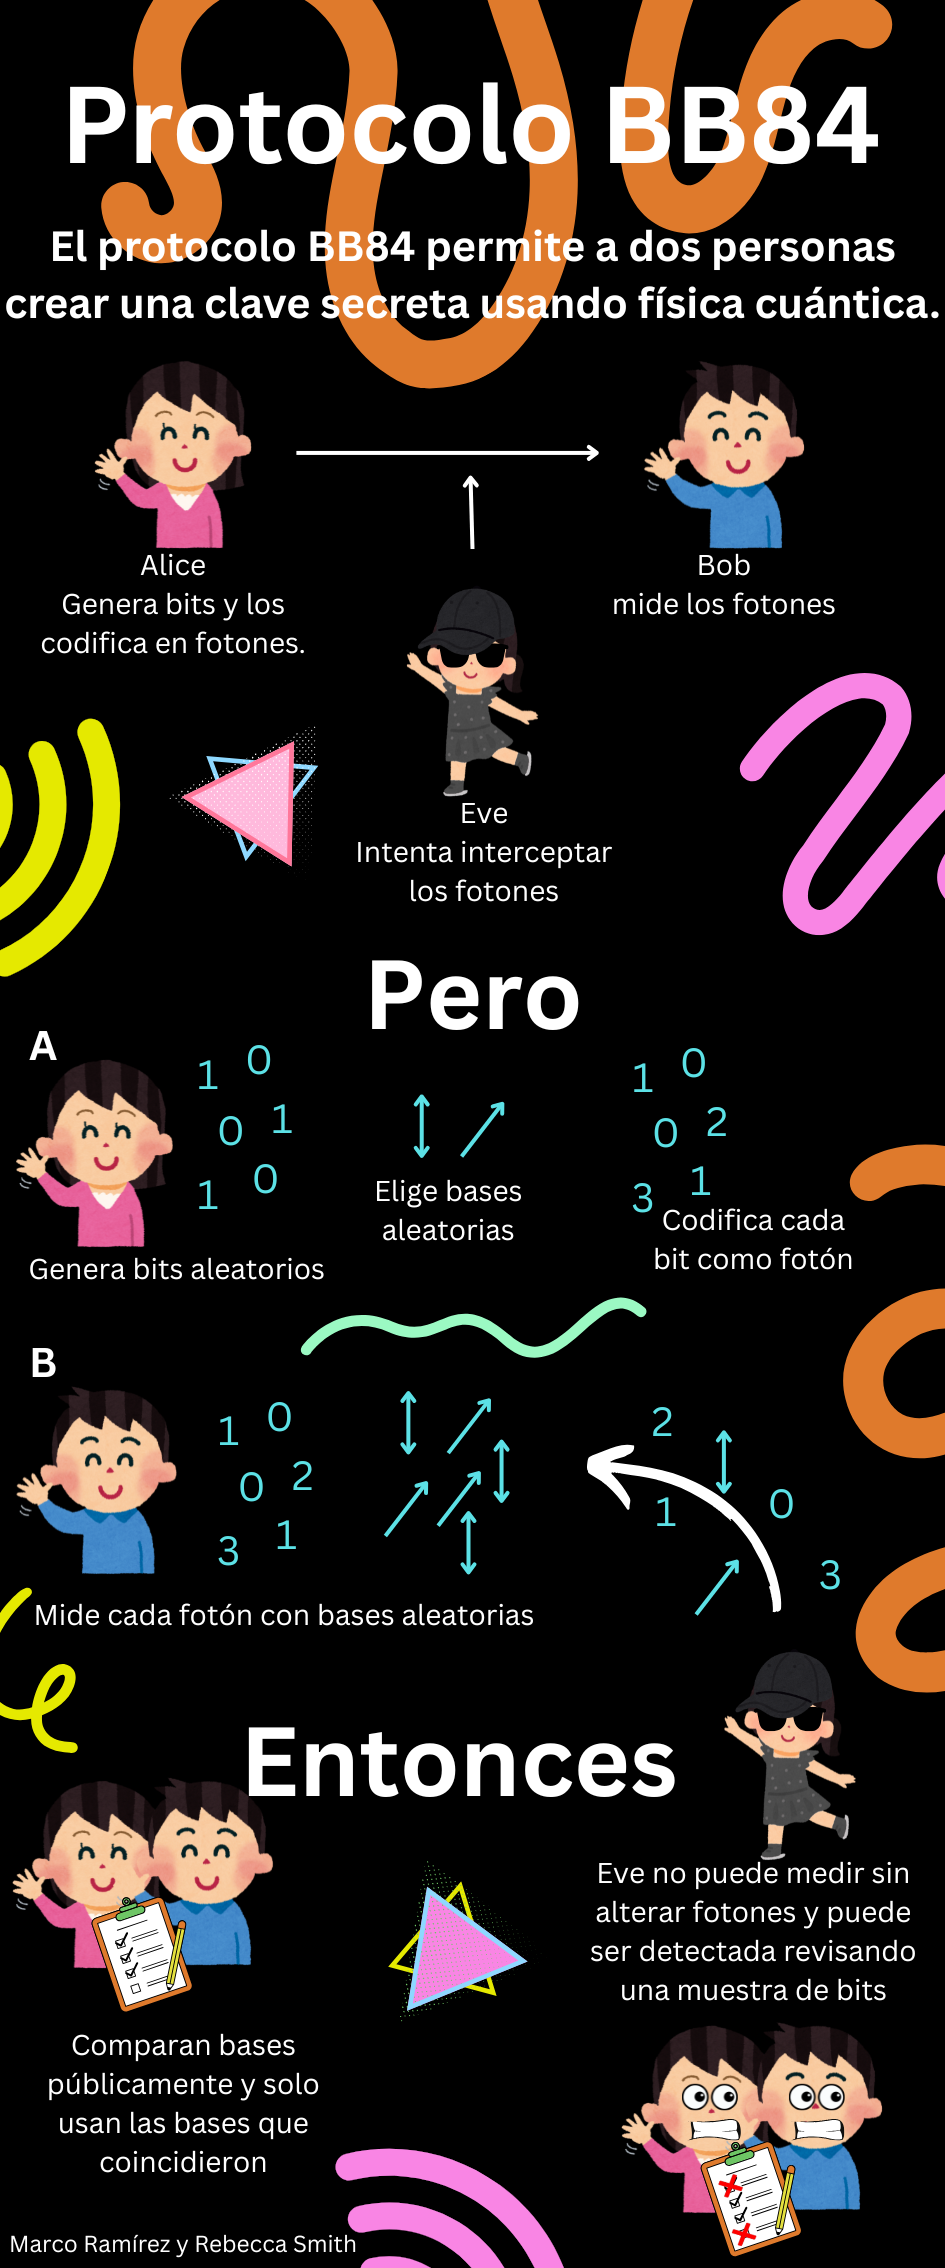 Protocolo BB84
El protocolo BB84 permite a dos personas
crear una clave secreta usando física cuántica.
Alice
Genera bits y los
codifica en fotones.
Bob
mide los fotones
Eve
Intenta interceptar
los fotones
Pero
A
1 0
0 1
1 0
Genera bits aleatorios
Elige bases
aleatorias
1 0
0 2
3 1
Codifica cada
bit como fotón
B
1 0
0 2
3 1
2
1 0
3
Mide cada fotón con bases aleatorias
Entonces
Comparan bases
públicamente y solo
usan las bases que
coincidieron
Eve no puede medir sin
alterar fotones y puede
ser detectada revisando
una muestra de bits
Marco Ramírez y Rebecca Smith